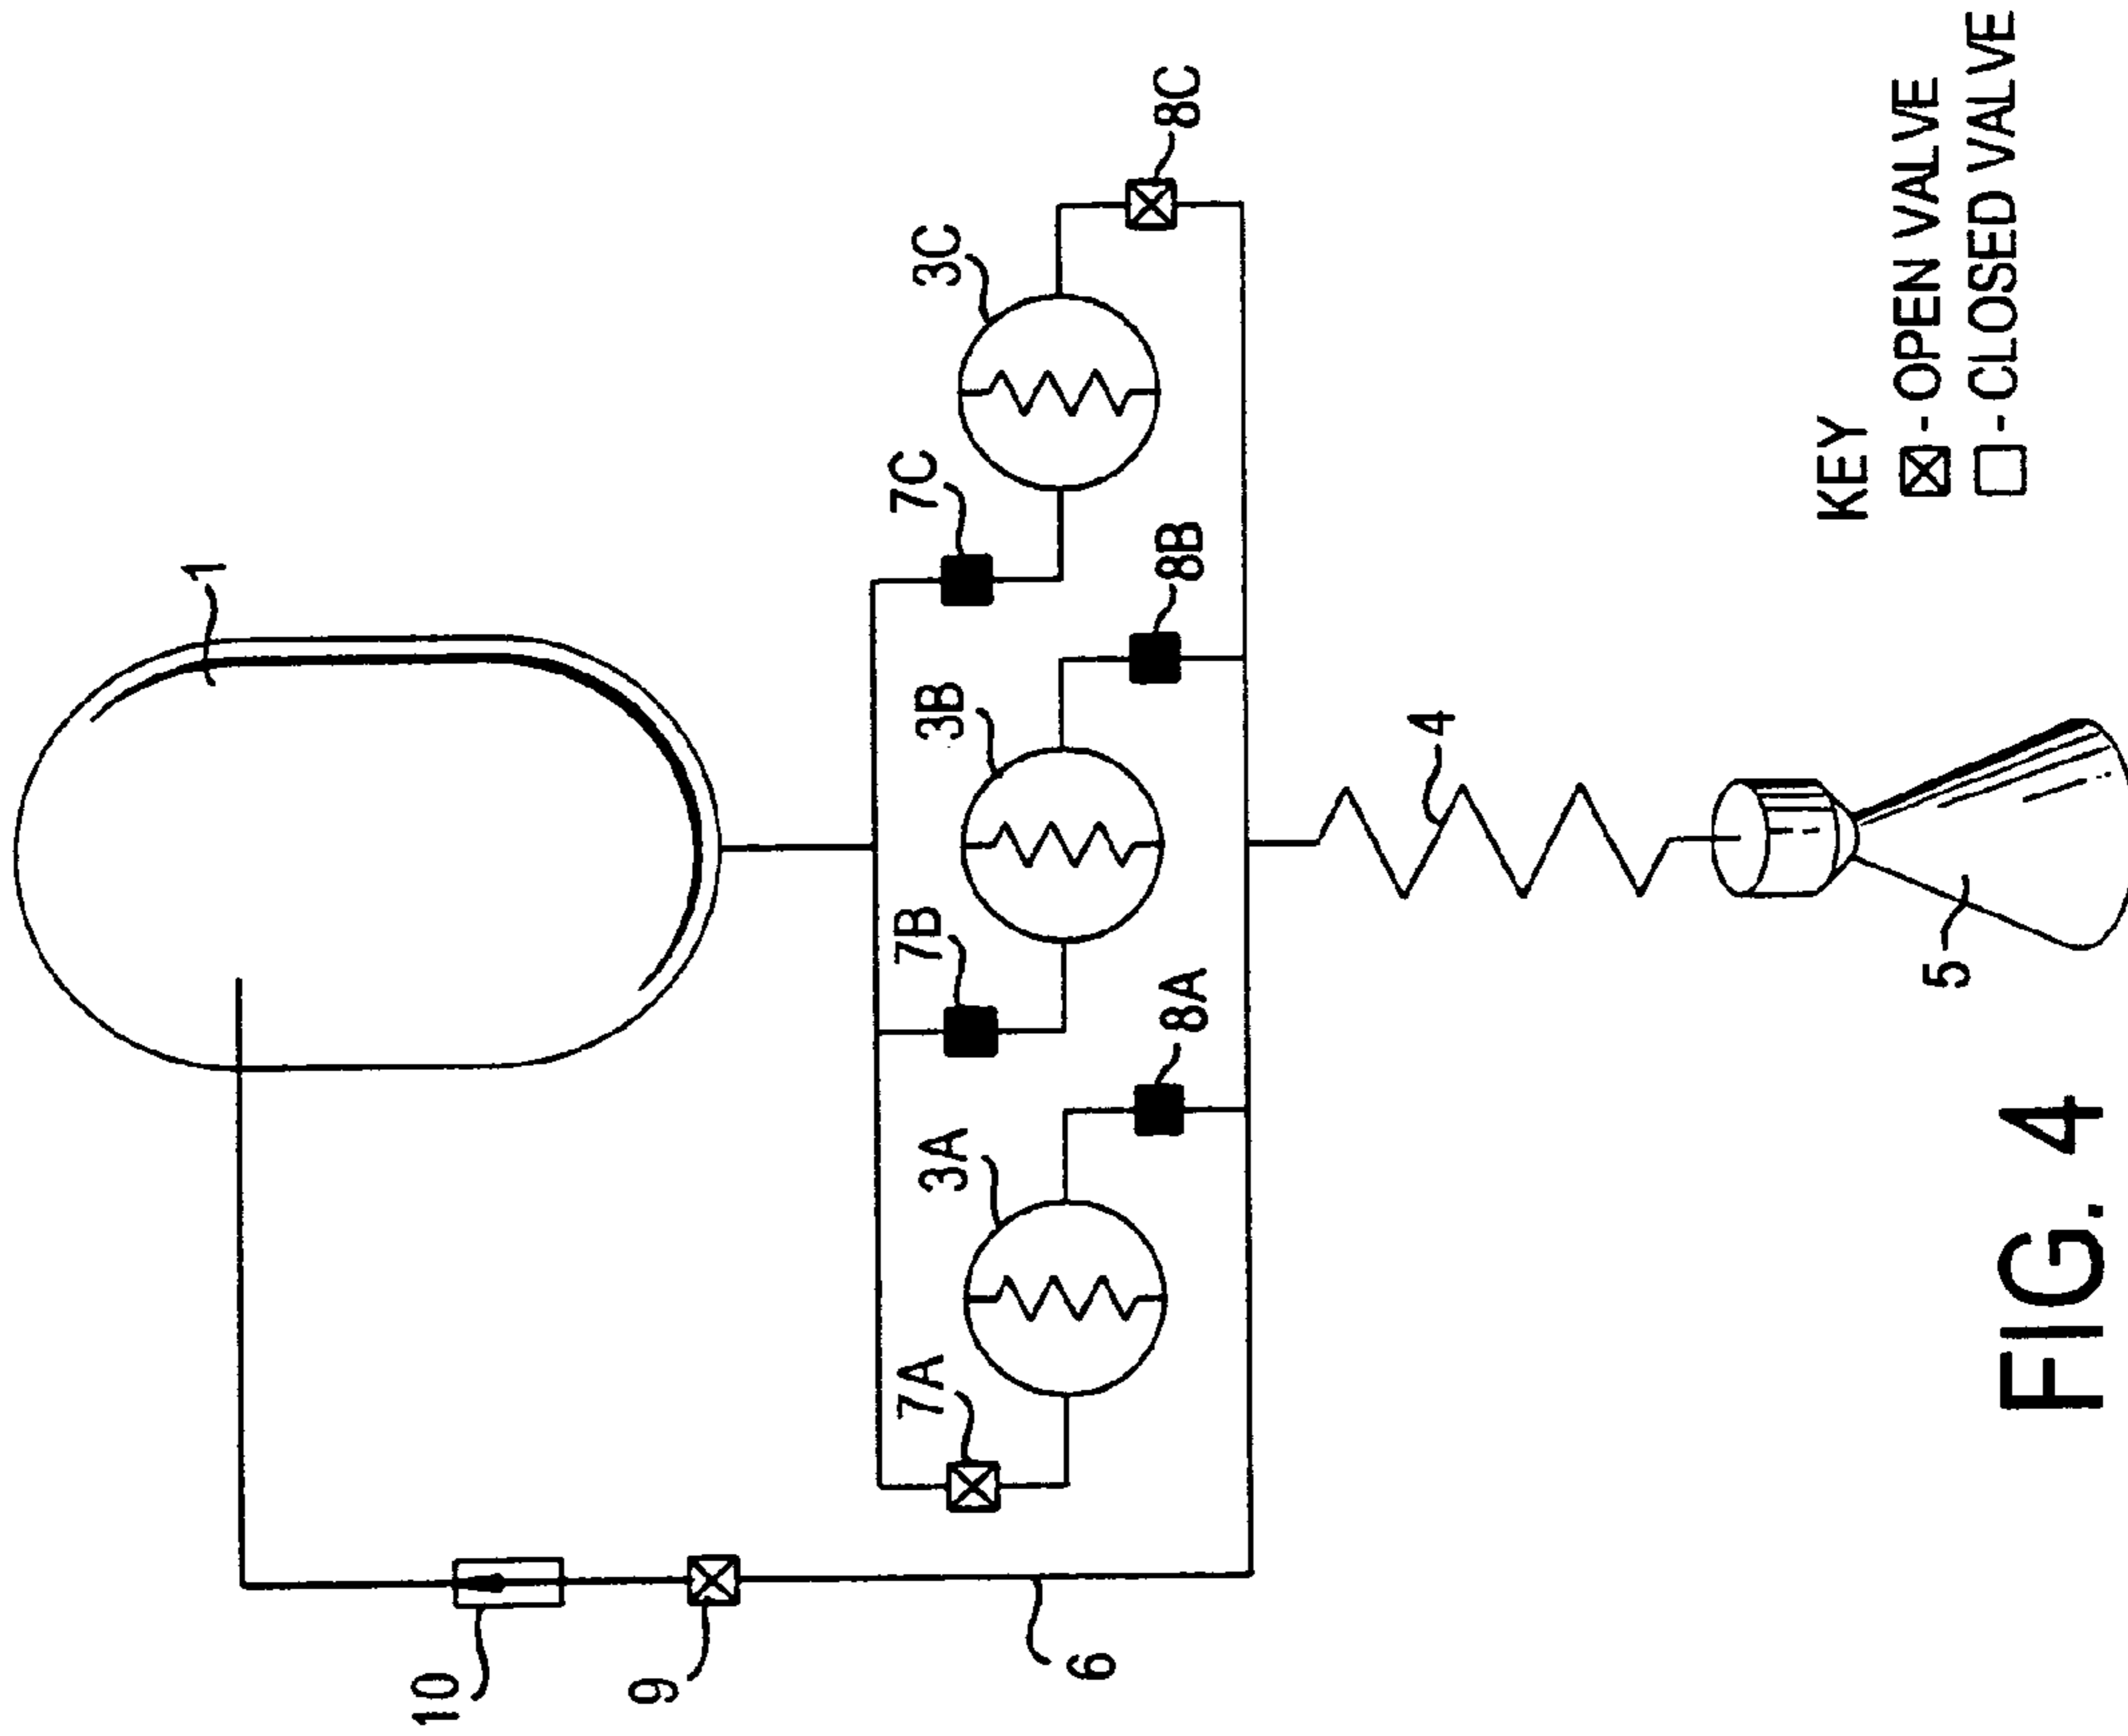 1
10
9
6
7A
3A
8A
7B
3B
8B
7C
3C
8C
4
5
KEY
- OPEN VALVE
- CLOSED VALVE
FIG. 4